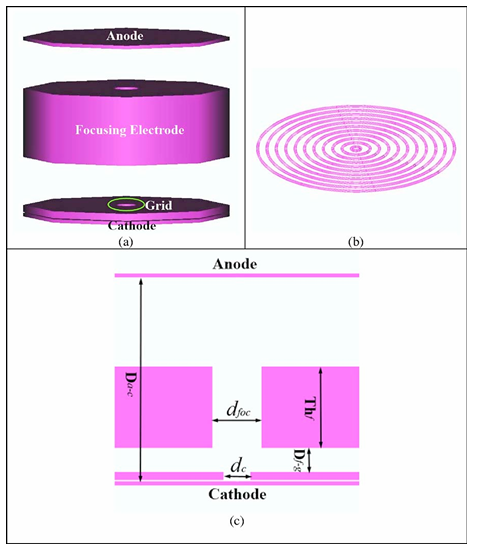 Anode
Focusing Electrode
Grid
Cathode
(a)
(b)
Anode
Da-c
dfoc
Thf
Df-g
dc
Cathode
(c)